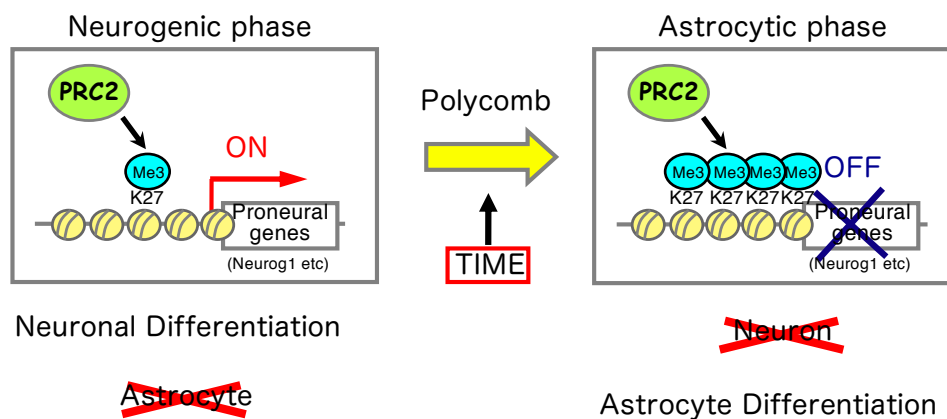 Neurogenic phase
PRC2
ON
Me3
K27
Proneural
genes
(Neurog1 etc)
Neuronal Differentiation
Astrocyte
Polycomb
TIME
Astrocytic phase
PRC2
Me3 Me3 Me3 Me3 OFF
K27 K27 K27 K27
Proneural
genes
(Neurog1 etc)
Neuron
Astrocyte Differentiation